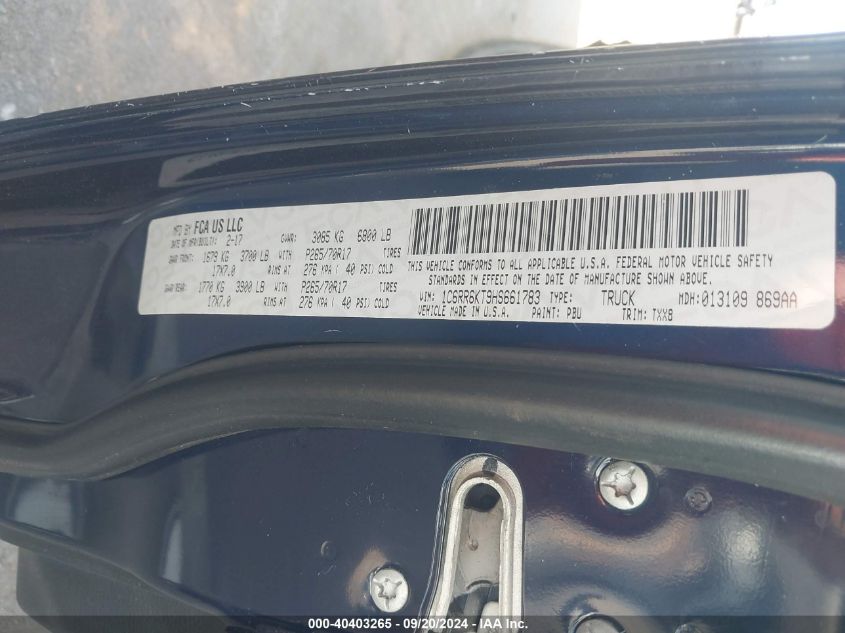 MFD BY FCA US LLC
DATE OF MFR(BUILT): 2-17 GVWR: 3085 KG 6800 LB
GAWR FRONT: 1679 KG 3700 LB WITH P265/70R17 TIRES
17X7.0 RIMS AT 276 KPA( 40 PSI) COLD
GAWR REAR: 1770 KG 3900 LB WITH P265/70R17 TIRES
17X7.0 RIMS AT 276 KPA( 40 PSI) COLD
THIS VEHICLE CONFORMS TO ALL APPLICABLE U.S.A. FEDERAL MOTOR VEHICLE SAFETY
STANDARDS IN EFFECT ON THE DATE OF MANUFACTURE SHOWN ABOVE.
VIN: 1C6RR6KT9HS661783 TYPE: TRUCK MDH: 013109 869AA
VEHICLE MADE IN U.S.A. PAINT: PBU TRIM: TXX8
000-40403265 - 09/20/2024 - IAA Inc.